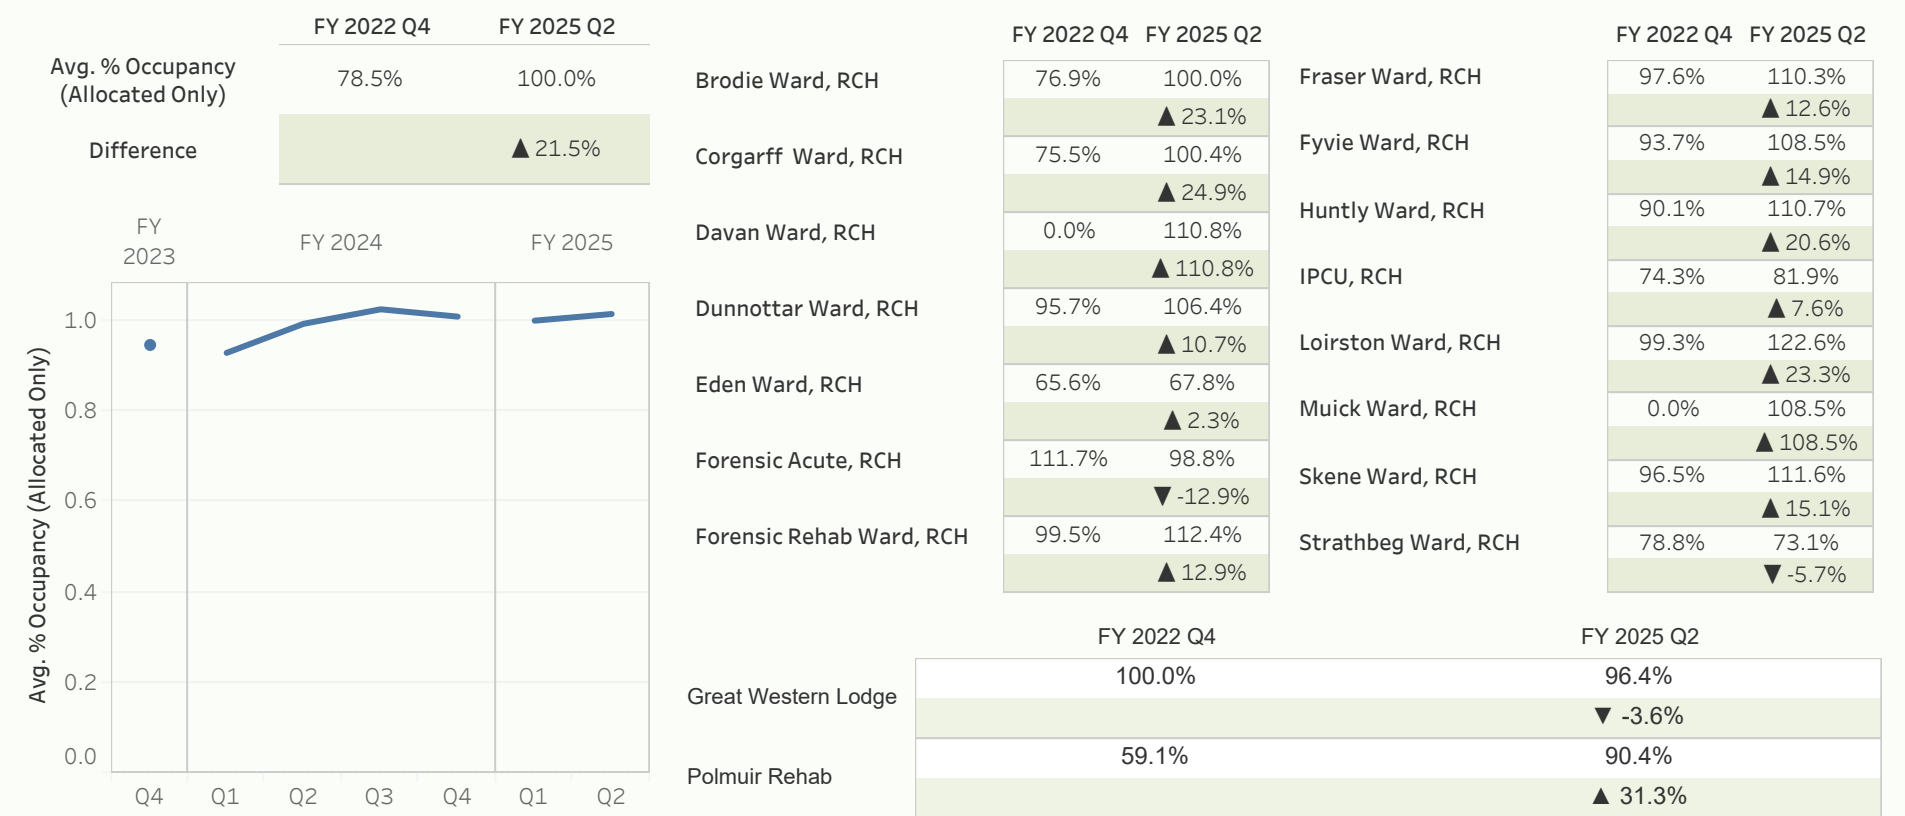 FY 2022 Q4 FY 2025 Q2
Avg. % Occupancy
(Allocated Only) 78.5% 100.0%
Difference ▲ 21.5%
FY
2023 FY 2024 FY 2025
Avg. % Occupancy (Allocated Only)
1.0
0.8
0.6
0.4
0.2
0.0
Q4 Q1 Q2 Q3 Q4 Q1 Q2
FY 2022 Q4 FY 2025 Q2
Brodie Ward, RCH 76.9% 100.0%
▲ 23.1%
Corgarff Ward, RCH 75.5% 100.4%
▲ 24.9%
Davan Ward, RCH 0.0% 110.8%
▲ 110.8%
Dunnottar Ward, RCH 95.7% 106.4%
▲ 10.7%
Eden Ward, RCH 65.6% 67.8%
▲ 2.3%
Forensic Acute, RCH 111.7% 98.8%
▼ -12.9%
Forensic Rehab Ward, RCH 99.5% 112.4%
▲ 12.9%
FY 2022 Q4 FY 2025 Q2
Fraser Ward, RCH 97.6% 110.3%
▲ 12.6%
Fyvie Ward, RCH 93.7% 108.5%
▲ 14.9%
Huntly Ward, RCH 90.1% 110.7%
▲ 20.6%
IPCU, RCH 74.3% 81.9%
▲ 7.6%
Loirston Ward, RCH 99.3% 122.6%
▲ 23.3%
Muick Ward, RCH 0.0% 108.5%
▲ 108.5%
Skene Ward, RCH 96.5% 111.6%
▲ 15.1%
Strathbeg Ward, RCH 78.8% 73.1%
▼ -5.7%
FY 2022 Q4 FY 2025 Q2
Great Western Lodge 100.0% 96.4%
▼ -3.6%
Polmuir Rehab 59.1% 90.4%
▲ 31.3%